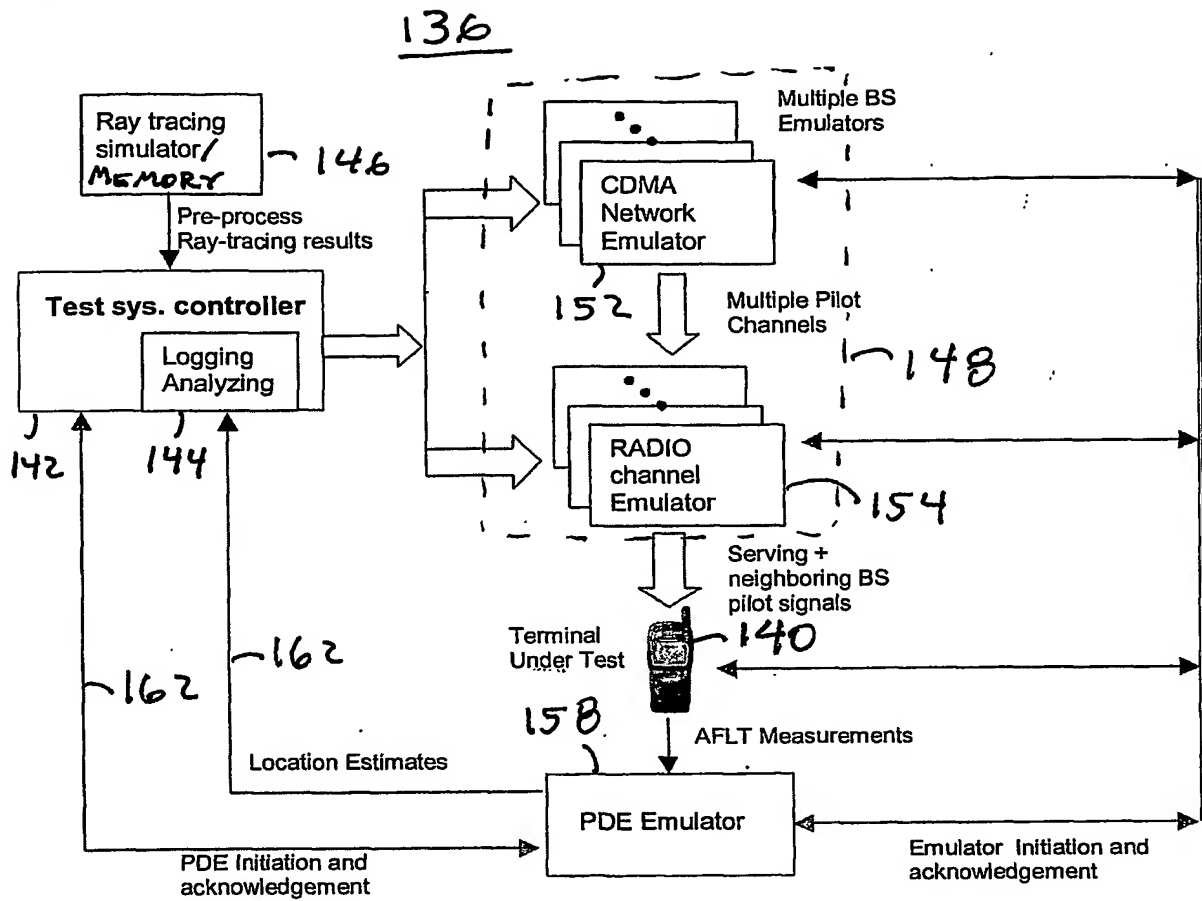 136
Ray tracing
simulator/
MEMORY
146
Pre-process
Ray-tracing results
Test sys. controller
Logging
Analyzing
142
144
Multiple BS
Emulators
CDMA
Network
Emulator
152
Multiple Pilot
Channels
148
RADIO
channel
Emulator
154
Serving +
neighboring BS
pilot signals
Terminal
Under Test
140
162
162
158
AFLT Measurements
Location Estimates
PDE Emulator
PDE Initiation and
acknowledgement
Emulator Initiation and
acknowledgement